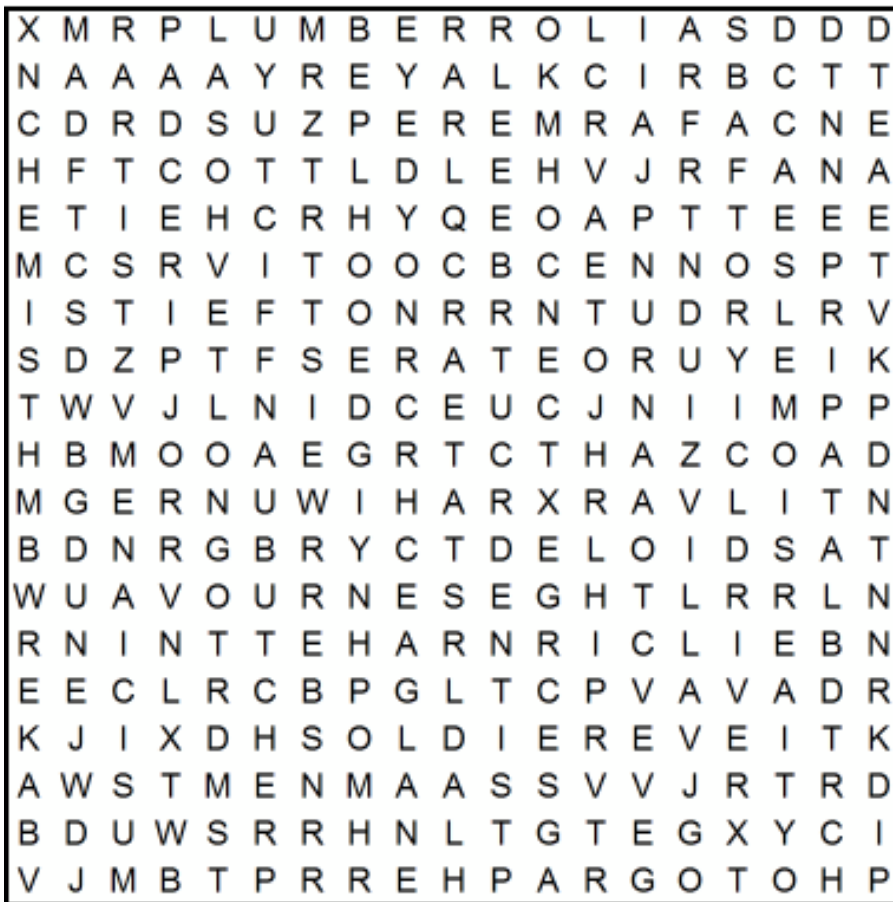 X M R P L U M B E R R O L I A S D D D
N A A A A Y R E Y A L K C I R B C T T
C D R D S U Z P E R E M R A F A C N E
H F T C O T T L D L E H V J R F A N A
E T I E H C R H Y Q E O A P T T E E E
M C S R V I T O O C B C E N N O S P T
I S T I E F T O N R R N T U D R L R V
S D Z P T F S E R A T E O R U Y E I K
T W V J L N I D C E U C J N I I M P P
H B M O O A E G R T C T H A Z C O A D
M G E R N U W I H A R X R A V L I T N
B D N R G B R Y C T D E L O I D S A T
W U A V O U R N E S E G H T L R R L N
R N I N T T E H A R N R I C L I E B N
E E C L R C B P G L T C P V A V A D R
K J I X D H S O L D I E R E V E I T K
A W S T M E N M A A S S V V J R T R D
B D U W S R R H N L T G T E G X Y C I
V J M B T P R R E H P A R G O T O H P